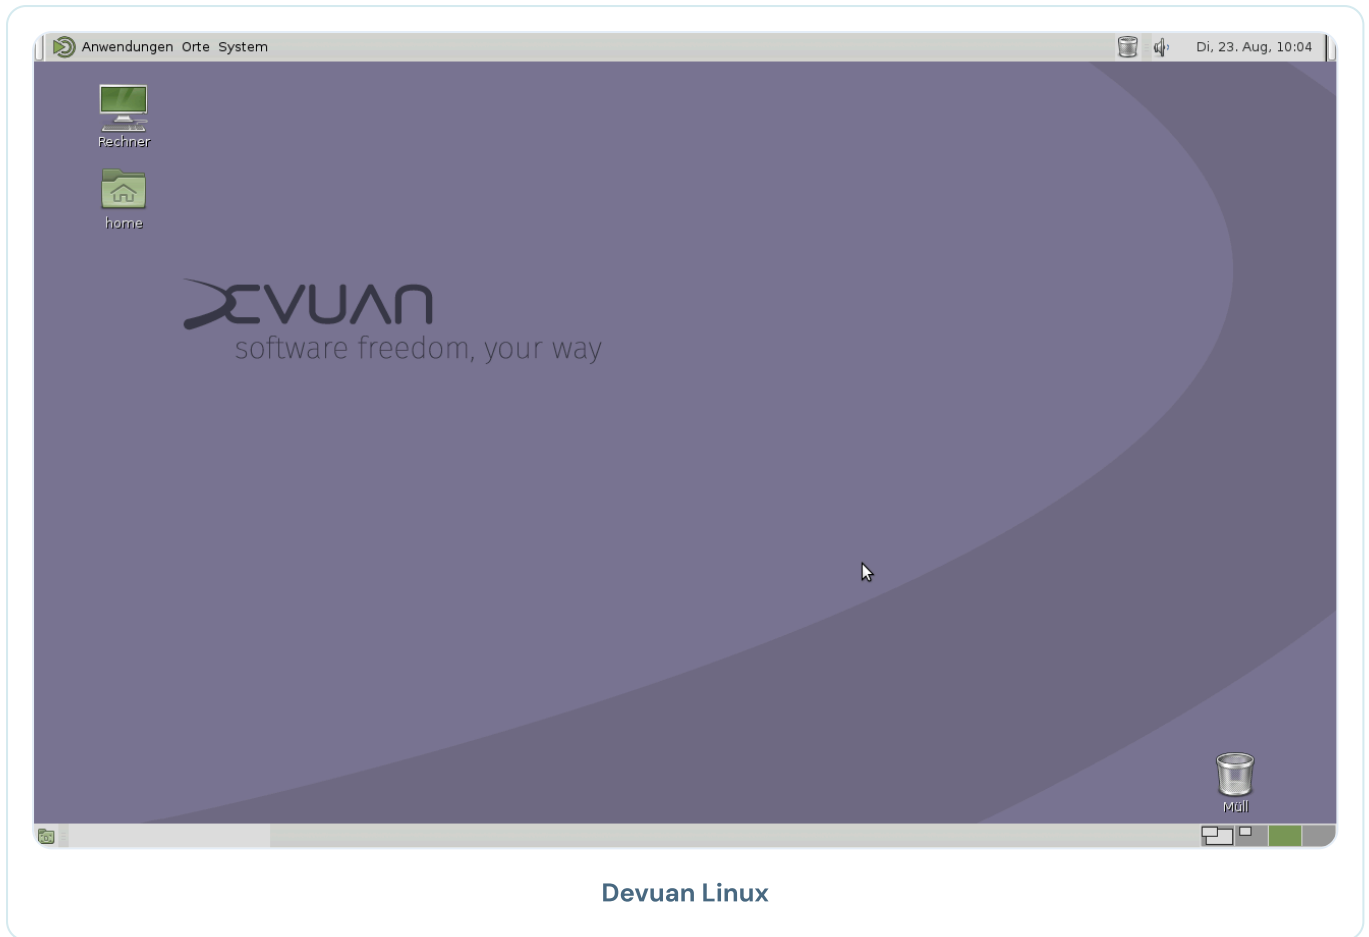 Anwendungen Orte System Di, 23. Aug, 10:04
Rechner
home
DEVUAN
software freedom, your way
Müll
Devuan Linux